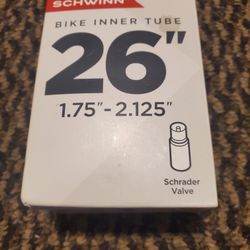 SCHWINN
BIKE INNER TUBE
26"
1.75"-2.125"
Schrader
Valve